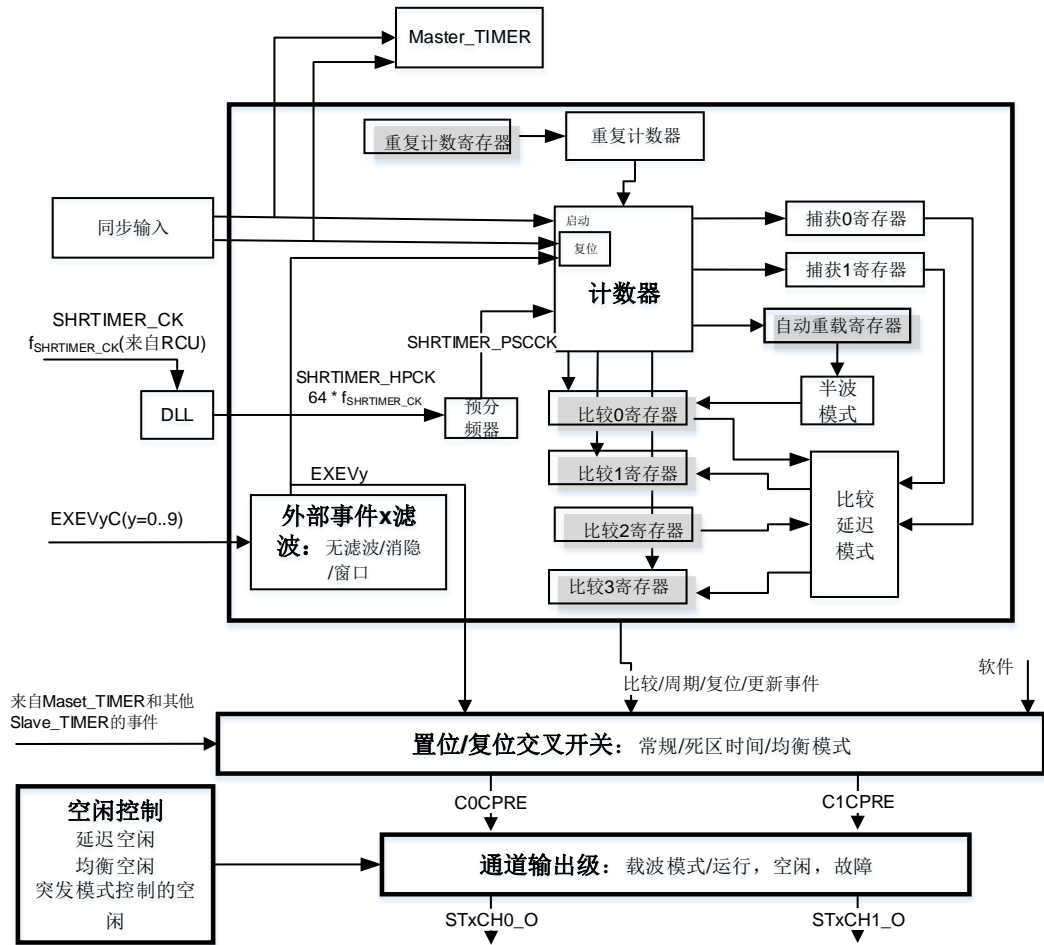 Master_TIMER
重复计数寄存器
重复计数器
同步输入
启动
复位
计数器
捕获0寄存器
捕获1寄存器
自动重载寄存器
半波
模式
SHRTIMER_CK
fSHRTIMER_CK(来自RCU)
DLL
SHRTIMER_HPCK
64 * fSHRTIMER_CK
预分
频器
SHRTIMER_PSCCK
比较0寄存器
比较1寄存器
比较2寄存器
比较3寄存器
比较
延迟
模式
EXEVy
EXEVyC(y=0..9)
外部事件x滤
波：无滤波/消隐
/窗口
比较/周期/复位/更新事件
软件
来自Maset_TIMER和其他
Slave_TIMER的事件
置位/复位交叉开关：常规/死区时间/均衡模式
C0CPRE
C1CPRE
空闲控制
延迟空闲
均衡空闲
突发模式控制的空
闲
通道输出级：载波模式/运行，空闲，故障
STxCH0_O
STxCH1_O